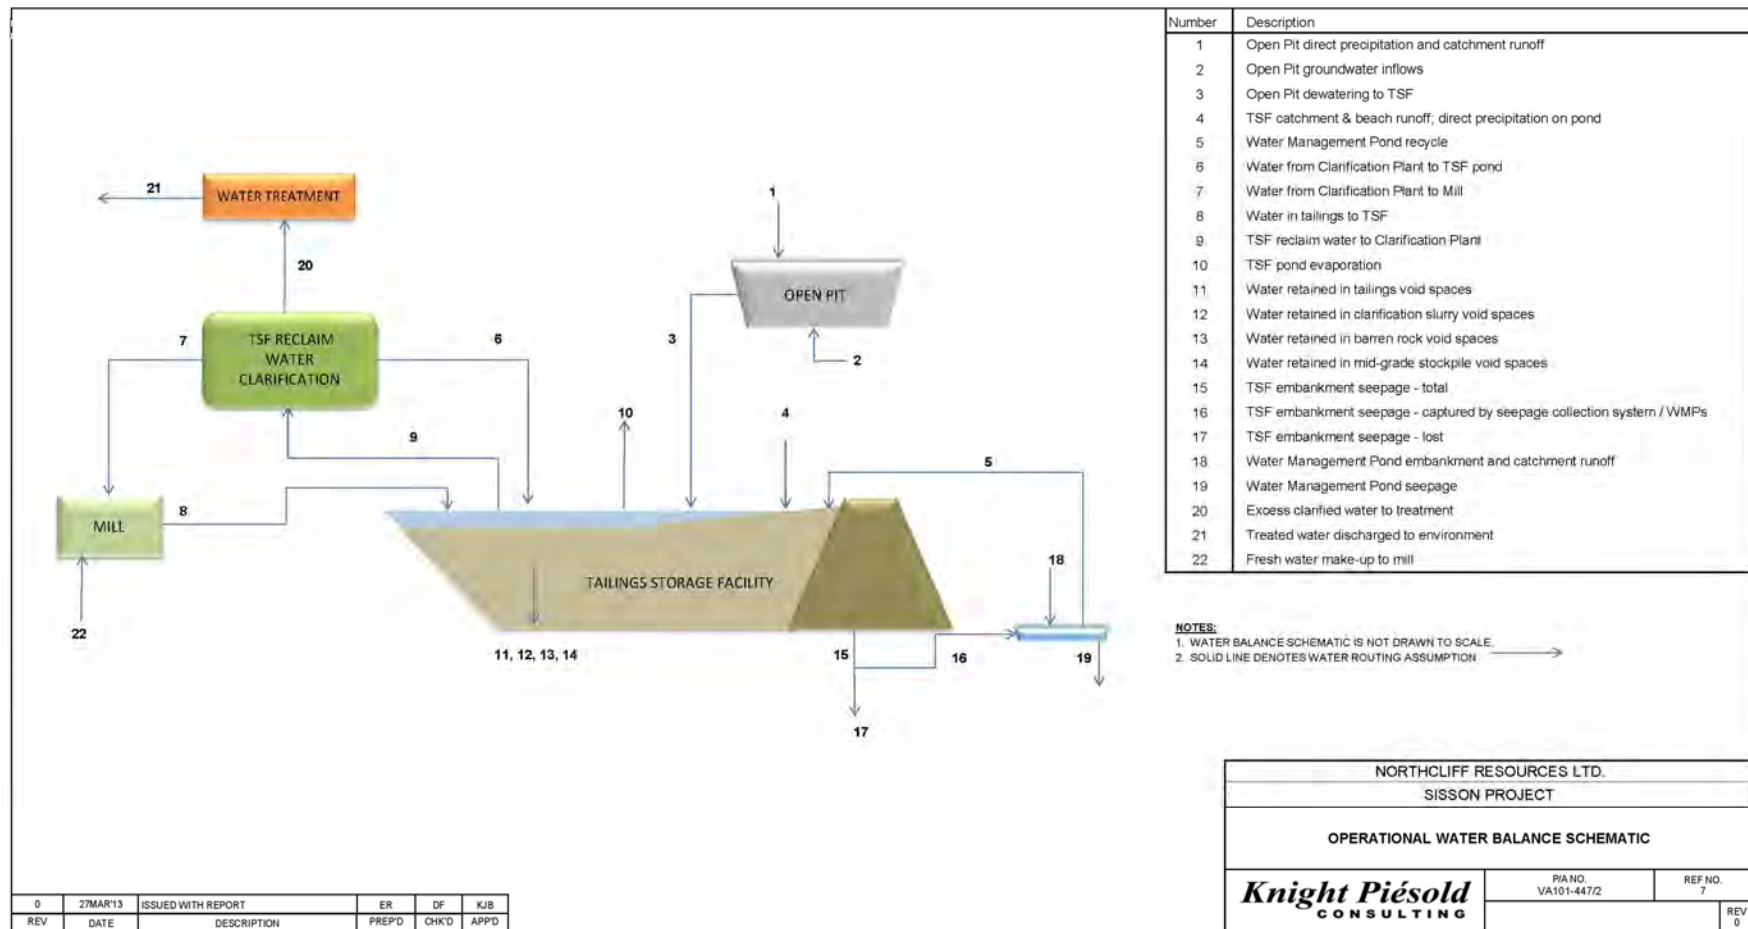 Number Description
1 Open Pit direct precipitation and catchment runoff
2 Open Pit groundwater inflows
3 Open Pit dewatering to TSF
4 TSF catchment & beach runoff; direct precipitation on pond
5 Water Management Pond recycle
6 Water from Clarification Plant to TSF pond
7 Water from Clarification Plant to Mill
8 Water in tailings to TSF
9 TSF reclaim water to Clarification Plant
10 TSF pond evaporation
11 Water retained in tailings void spaces
12 Water retained in clarification slurry void spaces
13 Water retained in barren rock void spaces
14 Water retained in mid-grade stockpile void spaces
15 TSF embankment seepage - total
16 TSF embankment seepage - captured by seepage collection system / WMPs
17 TSF embankment seepage - lost
18 Water Management Pond embankment and catchment runoff
19 Water Management Pond seepage
20 Excess clarified water to treatment
21 Treated water discharged to environment
22 Fresh water make-up to mill
21
WATER TREATMENT
1
20
OPEN PIT
7
TSF RECLAIM
WATER
CLARIFICATION
6
3
2
10
4
9
5
8
MILL
TAILINGS STORAGE FACILITY
18
22
11, 12, 13, 14
15
16
19
17
NOTES:
1. WATER BALANCE SCHEMATIC IS NOT DRAWN TO SCALE.
2. SOLID LINE DENOTES WATER ROUTING ASSUMPTION
NORTHCLIFF RESOURCES LTD.
SISSON PROJECT
OPERATIONAL WATER BALANCE SCHEMATIC
Knight Piésold
CONSULTING
P/A NO.
VA101-447/2
REF NO.
7
REV
0
0 27MAR'13 ISSUED WITH REPORT ER DF KJB
REV DATE DESCRIPTION PREP'D CHK'D APP'D